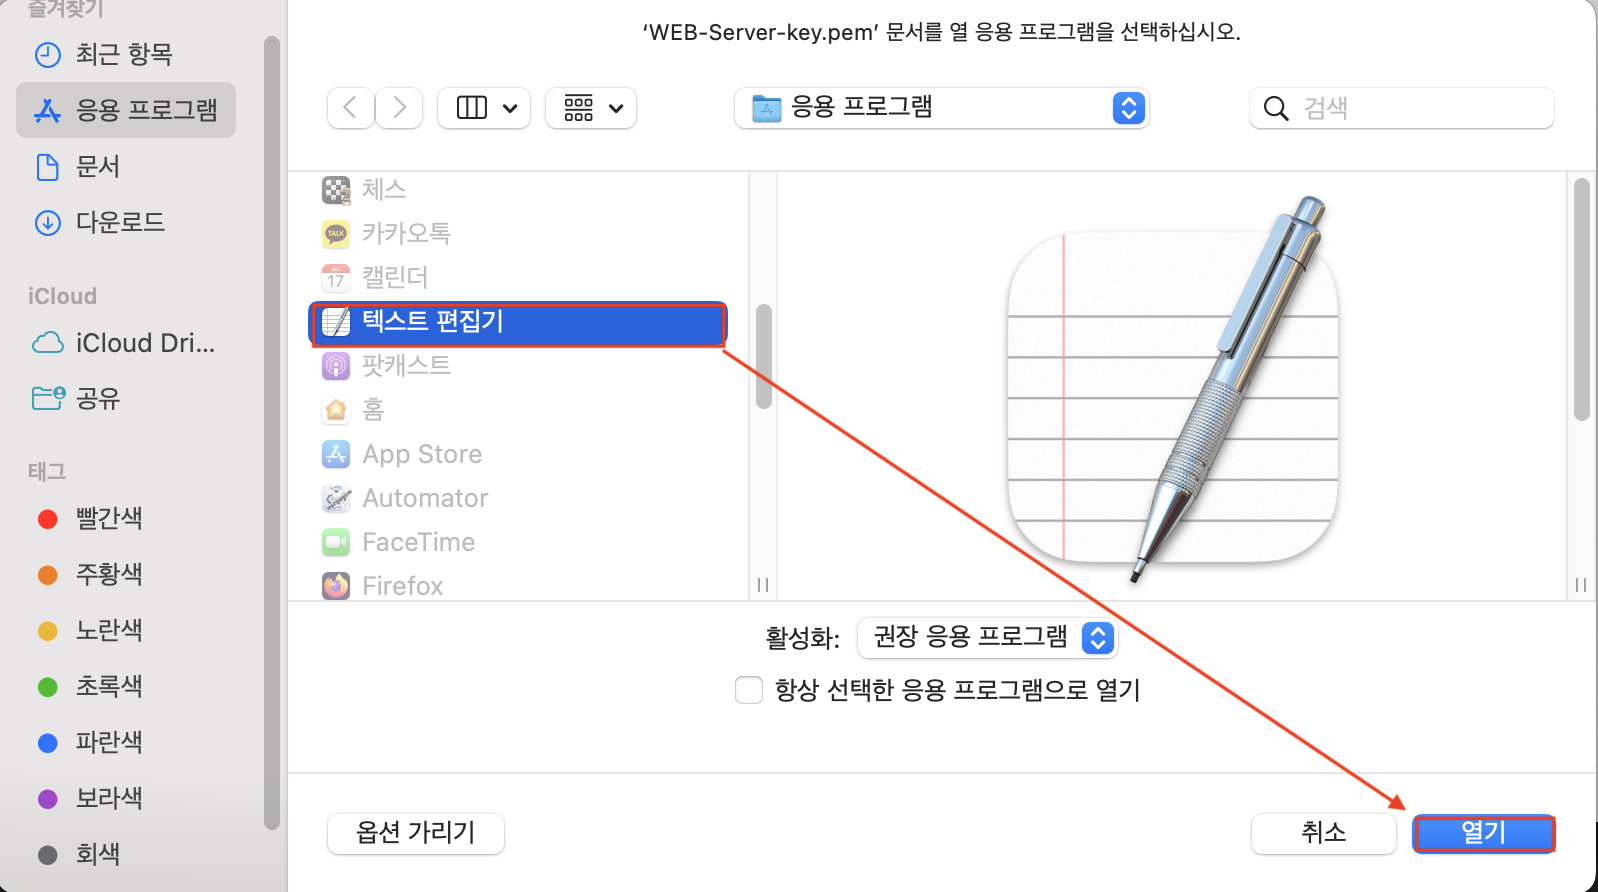 즐겨찾기
최근 항목
응용 프로그램
문서
다운로드
iCloud
iCloud Dri...
공유
태그
빨간색
주황색
노란색
초록색
파란색
보라색
회색
‘WEB-Server-key.pem’ 문서를 열 응용 프로그램을 선택하십시오.
응용 프로그램
검색
체스
TALK
카카오톡
JUL
17
캘린더
텍스트 편집기
팟캐스트
홈
App Store
Automator
FaceTime
Firefox
활성화: 권장 응용 프로그램
항상 선택한 응용 프로그램으로 열기
옵션 가리기
취소
열기